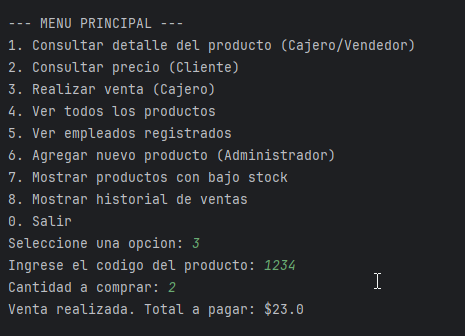 --- MENU PRINCIPAL ---
1. Consultar detalle del producto (Cajero/Vendedor)
2. Consultar precio (Cliente)
3. Realizar venta (Cajero)
4. Ver todos los productos
5. Ver empleados registrados
6. Agregar nuevo producto (Administrador)
7. Mostrar productos con bajo stock
8. Mostrar historial de ventas
0. Salir
Seleccione una opcion: 3
Ingrese el codigo del producto: 1234
Cantidad a comprar: 2
Venta realizada. Total a pagar: $23.0